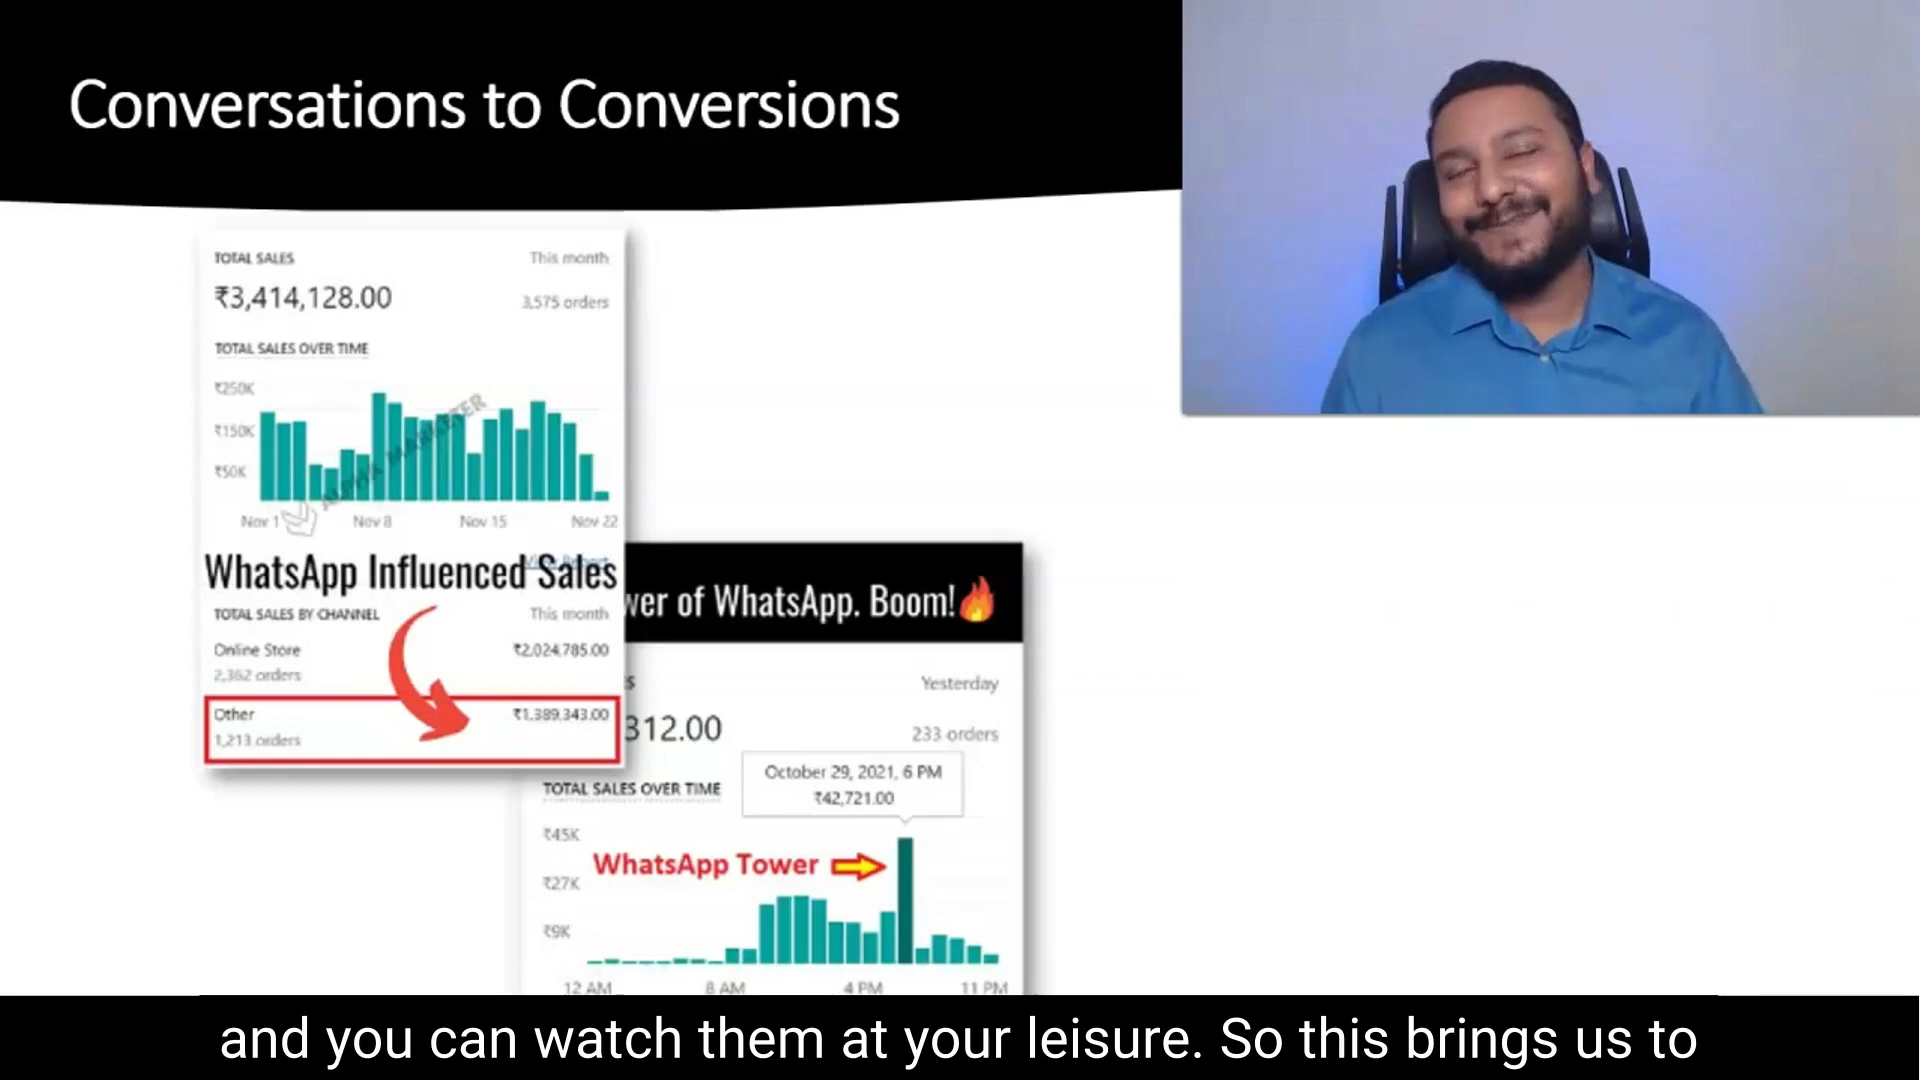 Conversations to Conversions
TOTAL SALES
This month
₹3,414,128.00
3,575 orders
TOTAL SALES OVER TIME
₹250K
₹150K
₹50K
ALPHA MARKETER
Nov 1
Nov 8
Nov 15
Nov 22
WhatsApp Influenced Sales
TOTAL SALES BY CHANNEL
This month
Online Store
₹2,024,785.00
2,362 orders
Other
₹1,389,343.00
1,213 orders
wer of WhatsApp. Boom!🔥
Yesterday
312.00
233 orders
October 29, 2021, 6 PM
₹42,721.00
TOTAL SALES OVER TIME
₹45K
WhatsApp Tower
₹27K
₹9K
12 AM
8 AM
4 PM
11 PM
and you can watch them at your leisure. So this brings us to